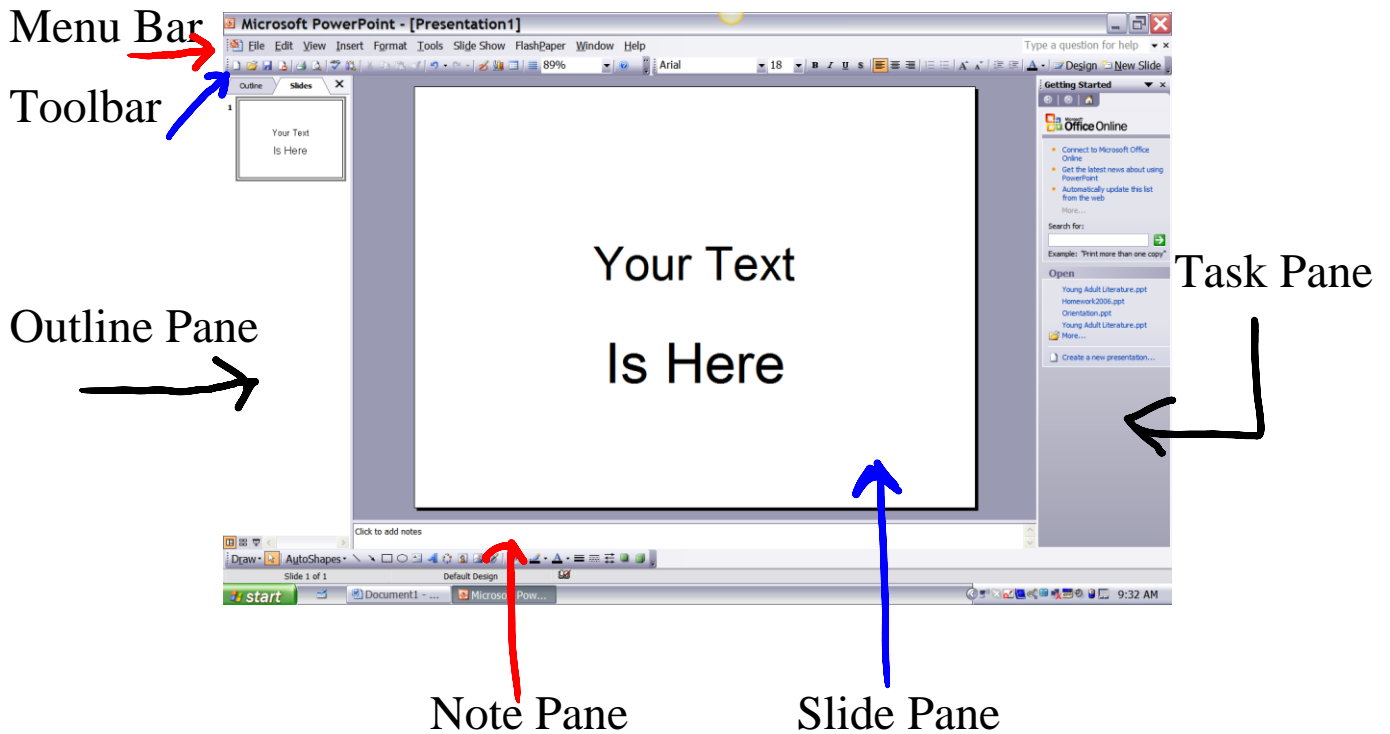 Menu Bar
Toolbar
Outline Pane
Task Pane
Note Pane
Slide Pane
Microsoft PowerPoint - [Presentation1]
File Edit View Insert Format Tools Slide Show FlashPaper Window Help
Type a question for help
89%
Arial
18
B I U S
Design
New Slide
Outline
Slides
1
Your Text
Is Here
Your Text
Is Here
Getting Started
Microsoft
Office Online
Connect to Microsoft Office
Online
Get the latest news about using
PowerPoint
Automatically update this list
from the web
More...
Search for:
Example: "Print more than one copy"
Open
Young Adult Literature.ppt
Homework2006.ppt
Orientation.ppt
Young Adult Literature.ppt
More...
Create a new presentation...
Click to add notes
Draw
AutoShapes
Slide 1 of 1
Default Design
start
Document1 - ...
Microsoft Pow...
9:32 AM